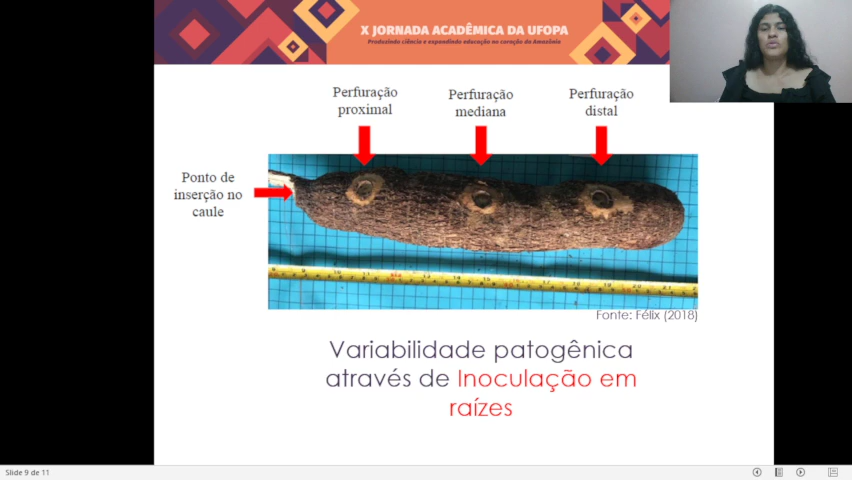 X JORNADA ACADÊMICA DA UFOPA
Produzindo ciência e expandindo educação no coração da Amazônia
Perfuração
proximal
Perfuração
mediana
Perfuração
distal
Ponto de
inserção no
caule
Fonte: Félix (2018)
Variabilidade patogênica
através de Inoculação em
raízes
Slide 9 de 11